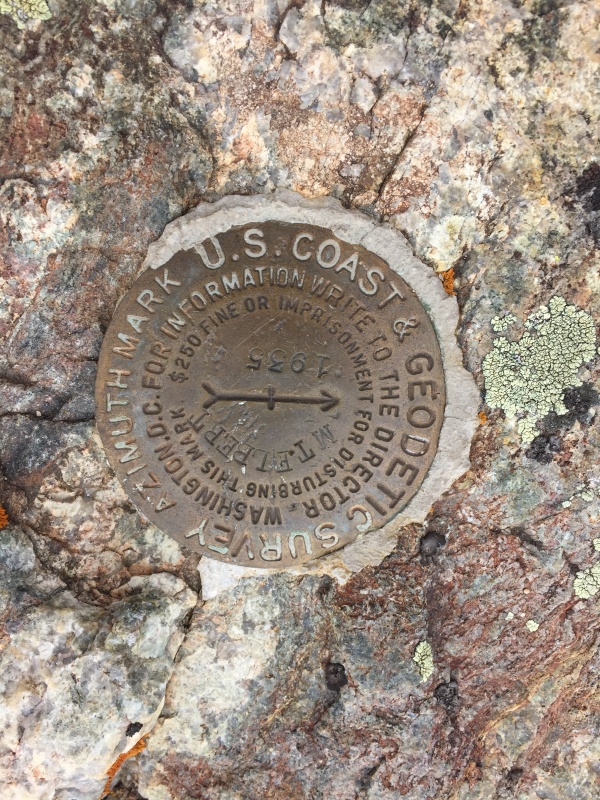 U.S. COAST & GEODETIC SURVEY
AZIMUTH MARK
FOR INFORMATION WRITE TO THE DIRECTOR, WASHINGTON, D.C.
$250 FINE OR IMPRISONMENT FOR DISTURBING THIS MARK
1935
MT. ELBERT